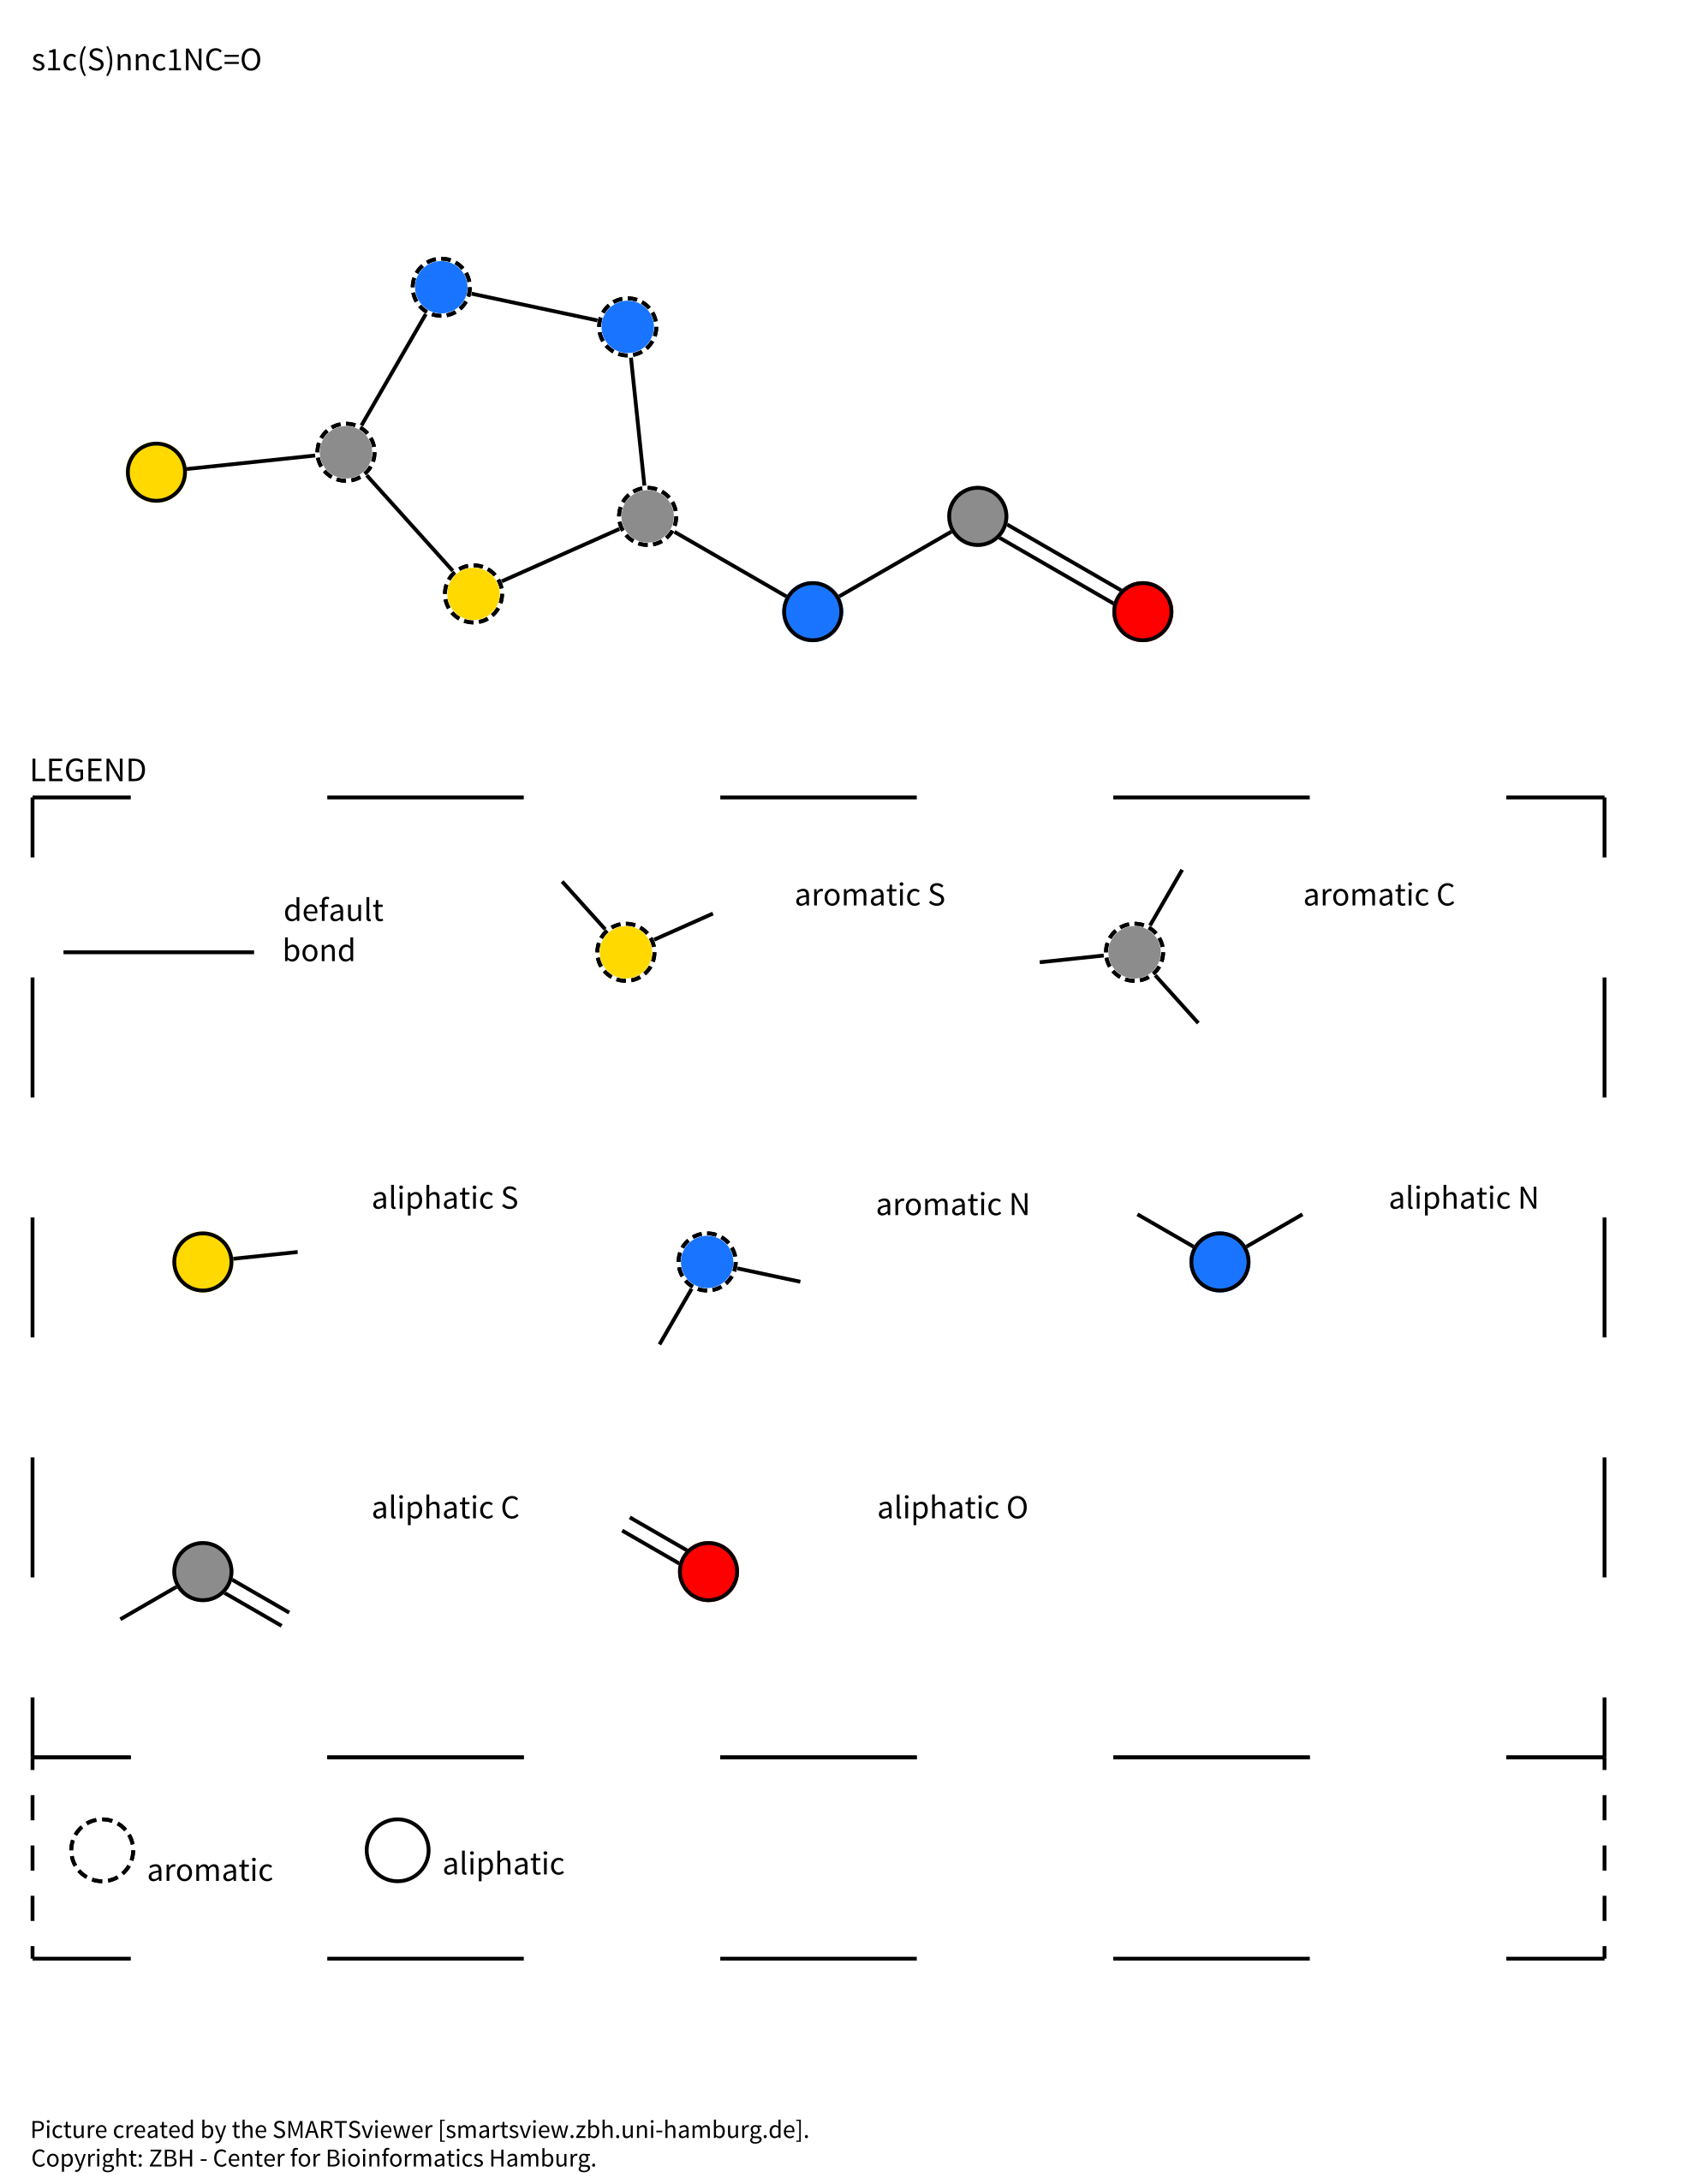 s1c(S)nnc1NC=O
LEGEND
default
bond
aromatic S
aromatic C
aliphatic S
aromatic N
aliphatic N
aliphatic C
aliphatic O
aromatic
aliphatic
Picture created by the SMARTSviewer [smartsview.zbh.uni-hamburg.de].
Copyright: ZBH - Center for Bioinformatics Hamburg.